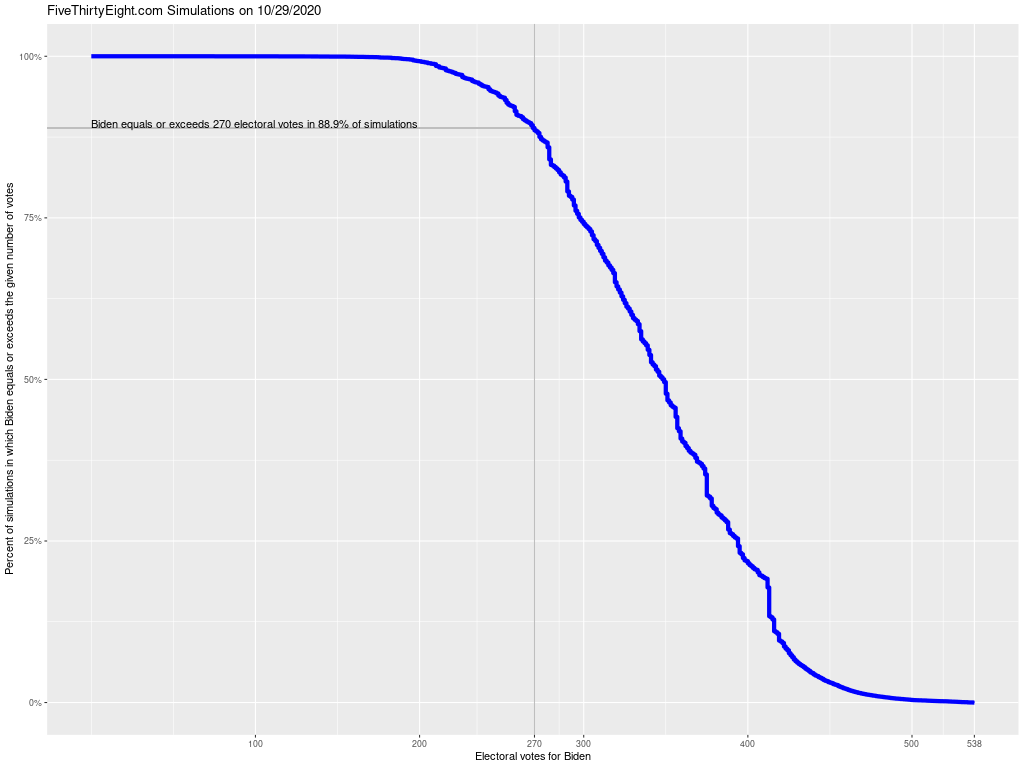 FiveThirtyEight.com Simulations on 10/29/2020
Percent of simulations in which Biden equals or exceeds the given number of votes
100%
Biden equals or exceeds 270 electoral votes in 88.9% of simulations
75%
50%
25%
0%
100 200 270 300 400 500 538
Electoral votes for Biden